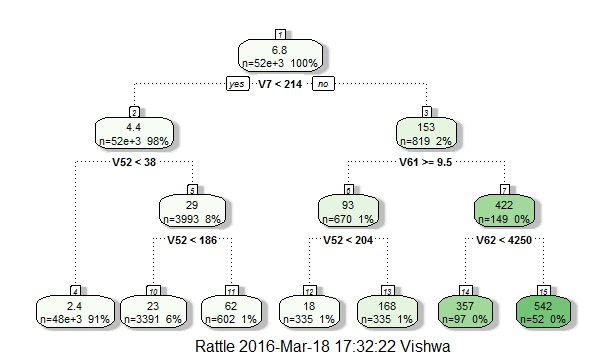 1
6.8
n=52e+3 100%
yes V7 < 214 no
2
4.4
n=52e+3 98%
3
153
n=819 2%
V52 < 38
V61 >= 9.5
5
29
n=3993 8%
6
93
n=670 1%
7
422
n=149 0%
V52 < 186
V52 < 204
V62 < 4250
4
2.4
n=48e+3 91%
10
23
n=3391 6%
11
62
n=602 1%
12
18
n=335 1%
13
168
n=335 1%
14
357
n=97 0%
15
542
n=52 0%
Rattle 2016-Mar-18 17:32:22 Vishwa